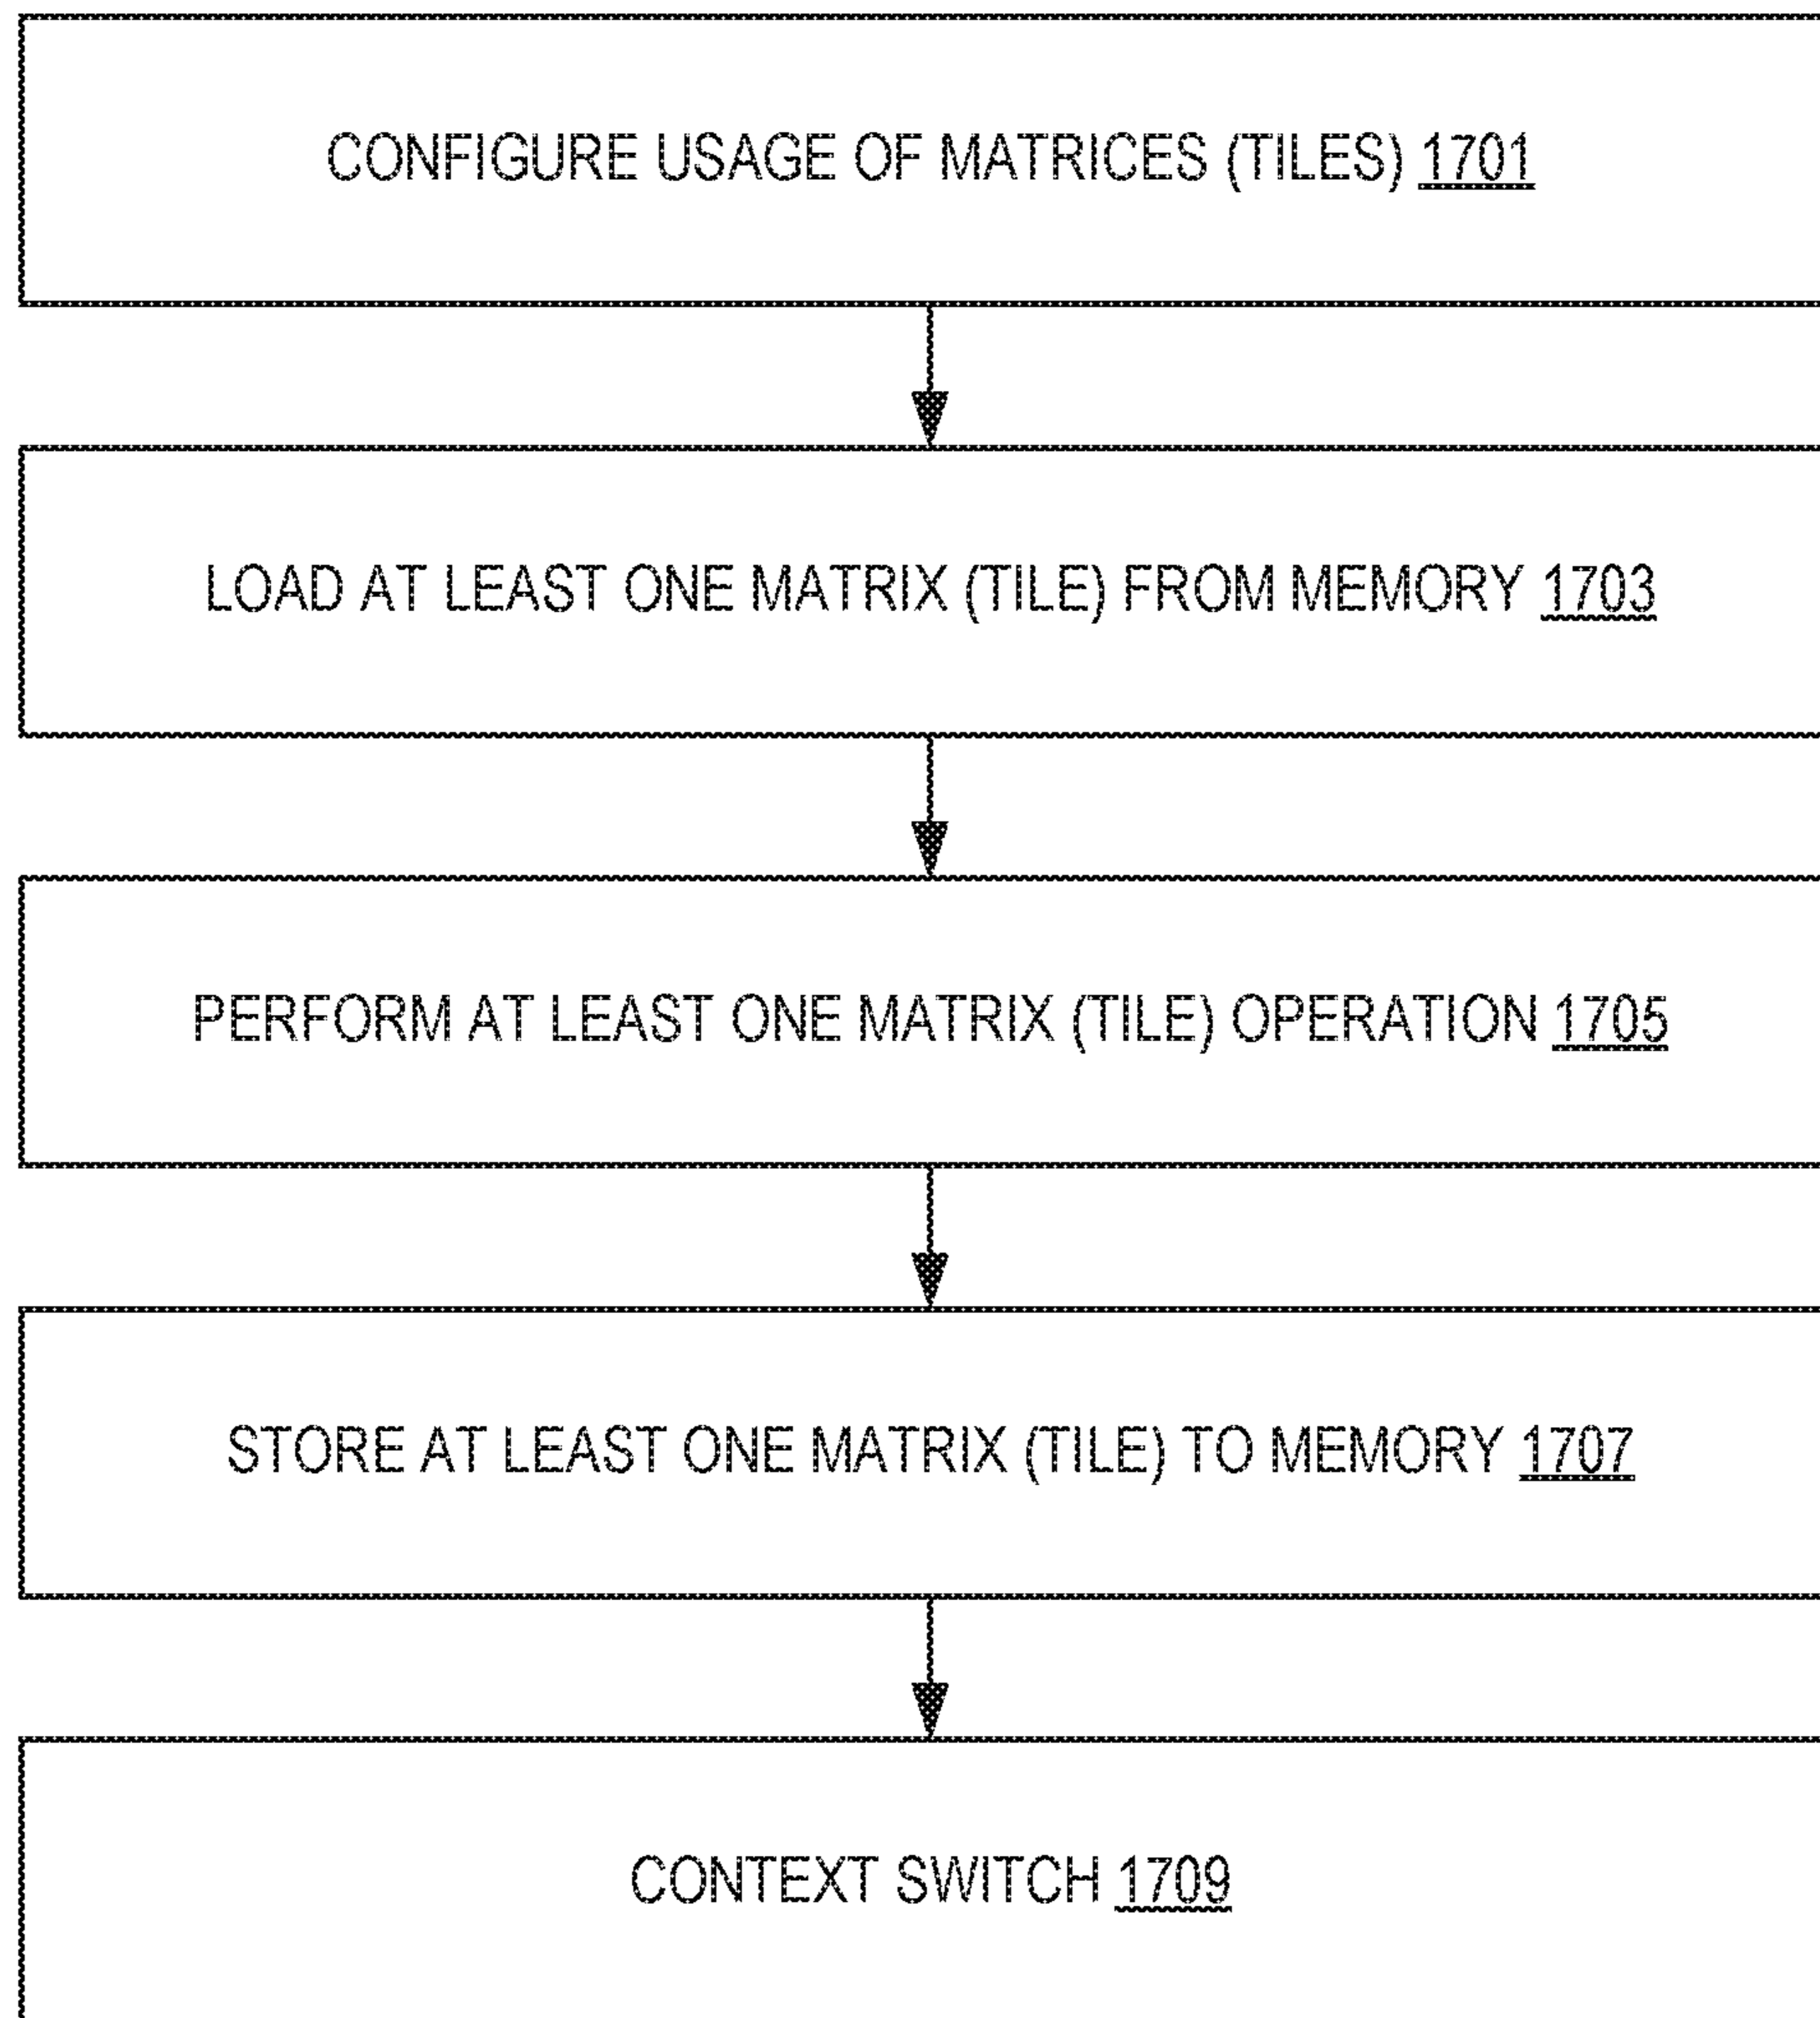 CONFIGURE USAGE OF MATRICES (TILES) 1701
LOAD AT LEAST ONE MATRIX (TILE) FROM MEMORY 1703
PERFORM AT LEAST ONE MATRIX (TILE) OPERATION 1705
STORE AT LEAST ONE MATRIX (TILE) TO MEMORY 1707
CONTEXT SWITCH 1709